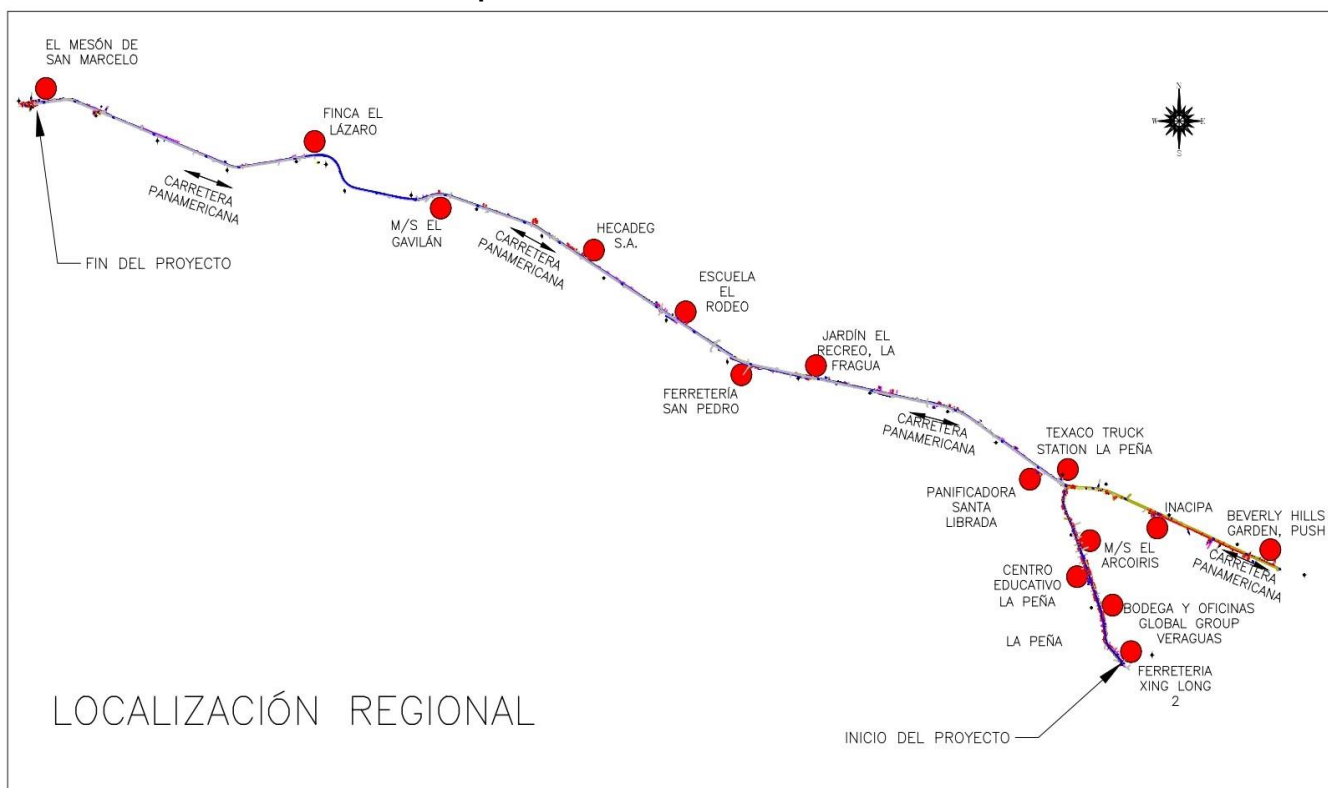 EL MESÓN DE
SAN MARCELO
FINCA EL
LÁZARO
N
W
E
S
CARRETERA
PANAMERICANA
M/S EL
GAVILÁN
FIN DEL PROYECTO
CARRETERA
PANAMERICANA
HECADEG
S.A.
ESCUELA
EL
RODEO
JARDÍN EL
RECREO, LA
FRAGUA
FERRETERÍA
SAN PEDRO
CARRETERA
PANAMERICANA
TEXACO TRUCK
STATION LA PEÑA
PANIFICADORA
SANTA
LIBRADA
INACIPA
BEVERLY HILLS
GARDEN, PUSH
CARRETERA
PANAMERICANA
M/S EL
ARCOIRIS
CENTRO
EDUCATIVO
LA PEÑA
BODEGA Y OFICINAS
GLOBAL GROUP
VERAGUAS
LA PEÑA
FERRETERIA
XING LONG
2
LOCALIZACIÓN REGIONAL
INICIO DEL PROYECTO